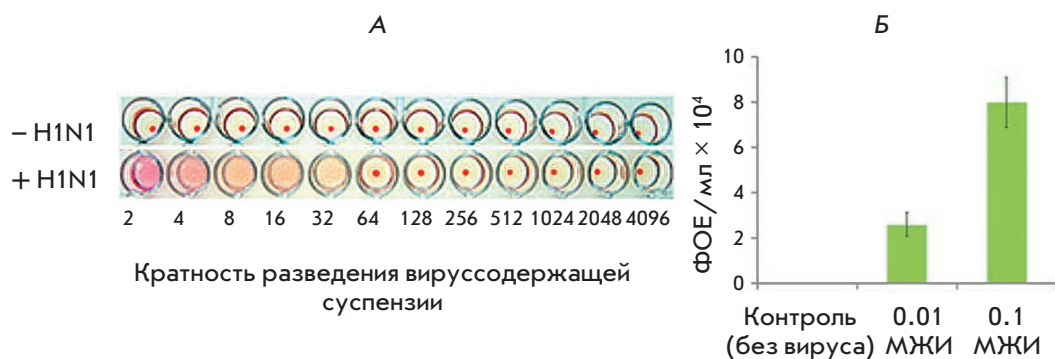 А
– H1N1
+ H1N1
2 4 8 16 32 64 128 256 512 1024 2048 4096
Кратность разведения вируссодержащей
суспензии
Б
фОЕ/мл × 10⁴
10
8
6
4
2
0
Контроль 0.01 0.1
(без вируса) МЖИ МЖИ